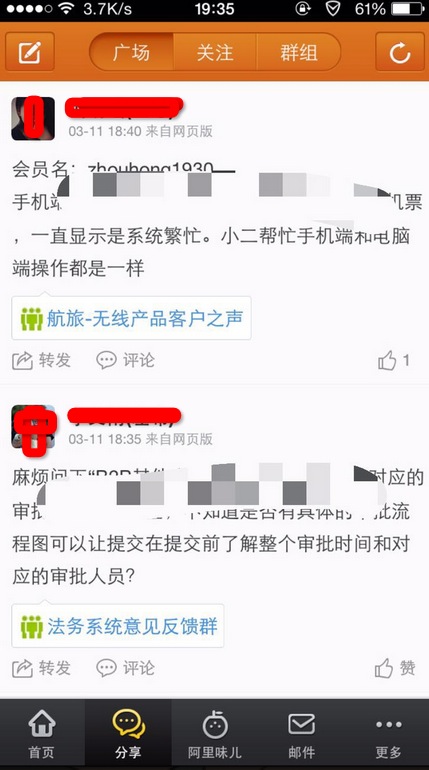 3.7K/s 19:35 61%
广场 关注 群组
03-11 18:40 来自网页版
会员名：zhouhong1930
手机端 机票
，一直显示是系统繁忙。小二帮忙手机端和电脑
端操作都是一样
航旅-无线产品客户之声
转发 评论 1
03-11 18:35 来自网页版
麻烦问下 对应的
审批 不知道是否有具体的审批流
程图可以让提交在提交前了解整个审批时间和对
应的审批人员?
法务系统意见反馈群
转发 评论 赞
首页 分享 阿里味儿 邮件 更多